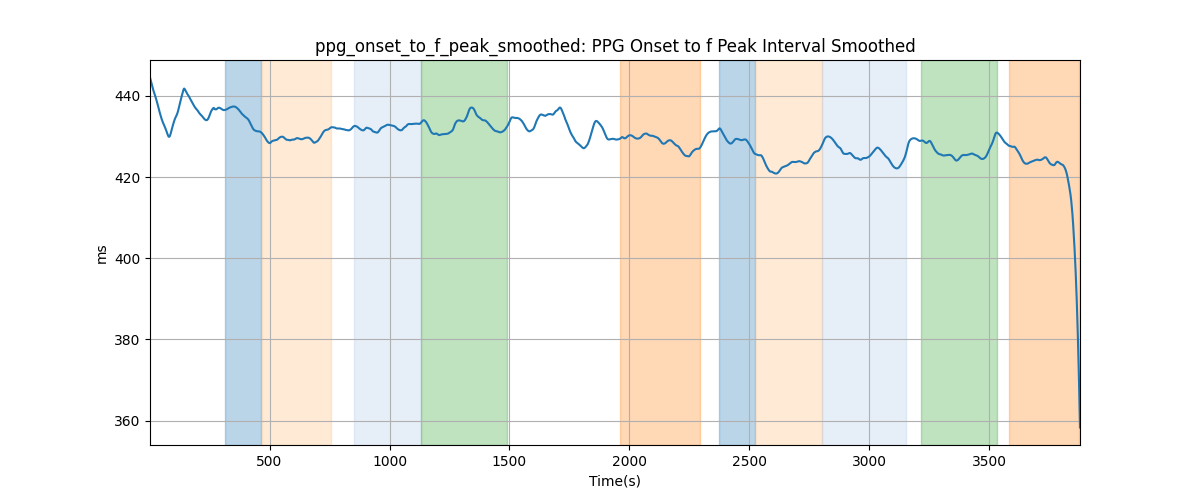 ppg_onset_to_f_peak_smoothed: PPG Onset to f Peak Interval Smoothed
440
420
400
380
360
ms
500 1000 1500 2000 2500 3000 3500
Time(s)